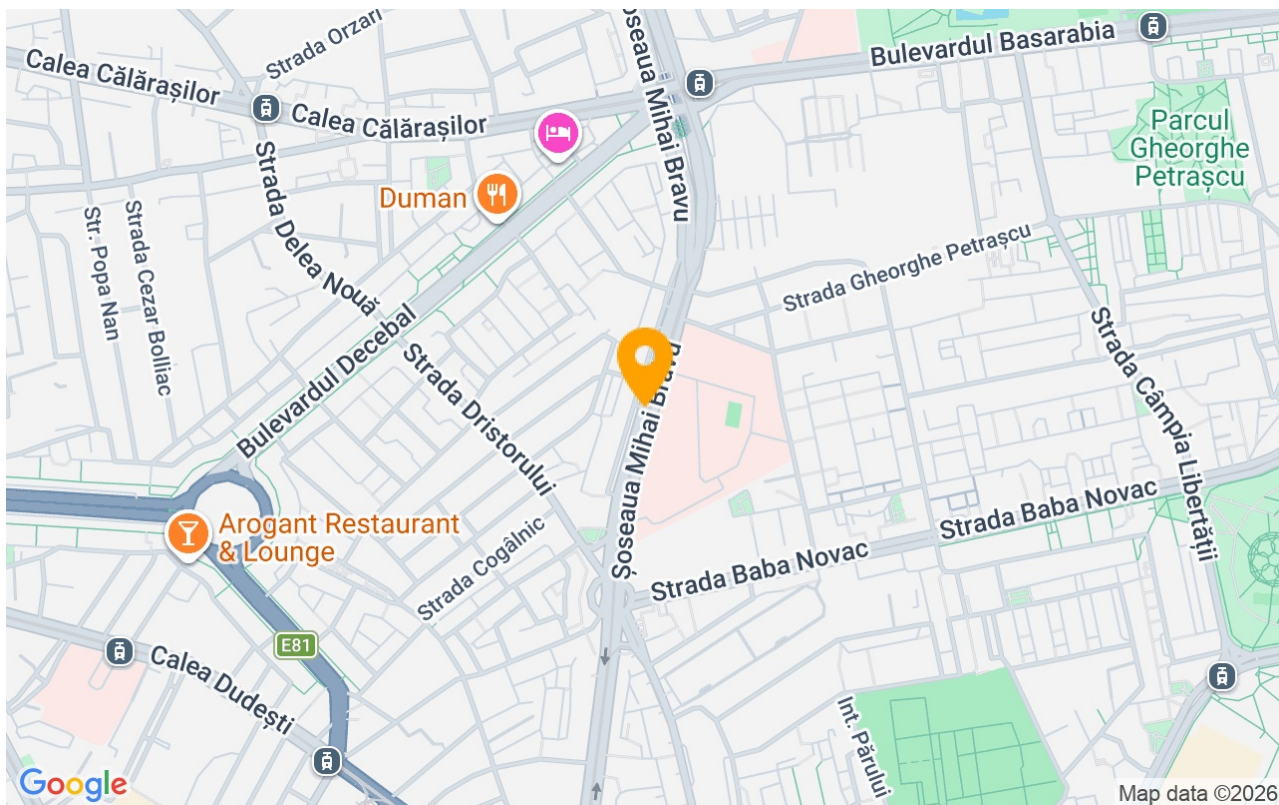 Strada Orzari
Șoseaua Mihai Bravu
Bulevardul Basarabia
Calea Călărașilor
Calea Călărașilor
Parcul
Gheorghe
Petrașcu
Duman
Strada Delea Nouă
Str. Popa Nan
Strada Cezar Bolliac
Strada Gheorghe Petrașcu
Bulevardul Decebal
Strada Dristorului
Strada Câmpia Libertății
Șoseaua Mihai Bravu
Arogant Restaurant
& Lounge
Strada Cogâlnic
Strada Baba Novac
Strada Baba Novac
E81
Calea Dudești
Int. Părului
Google
Map data ©2026